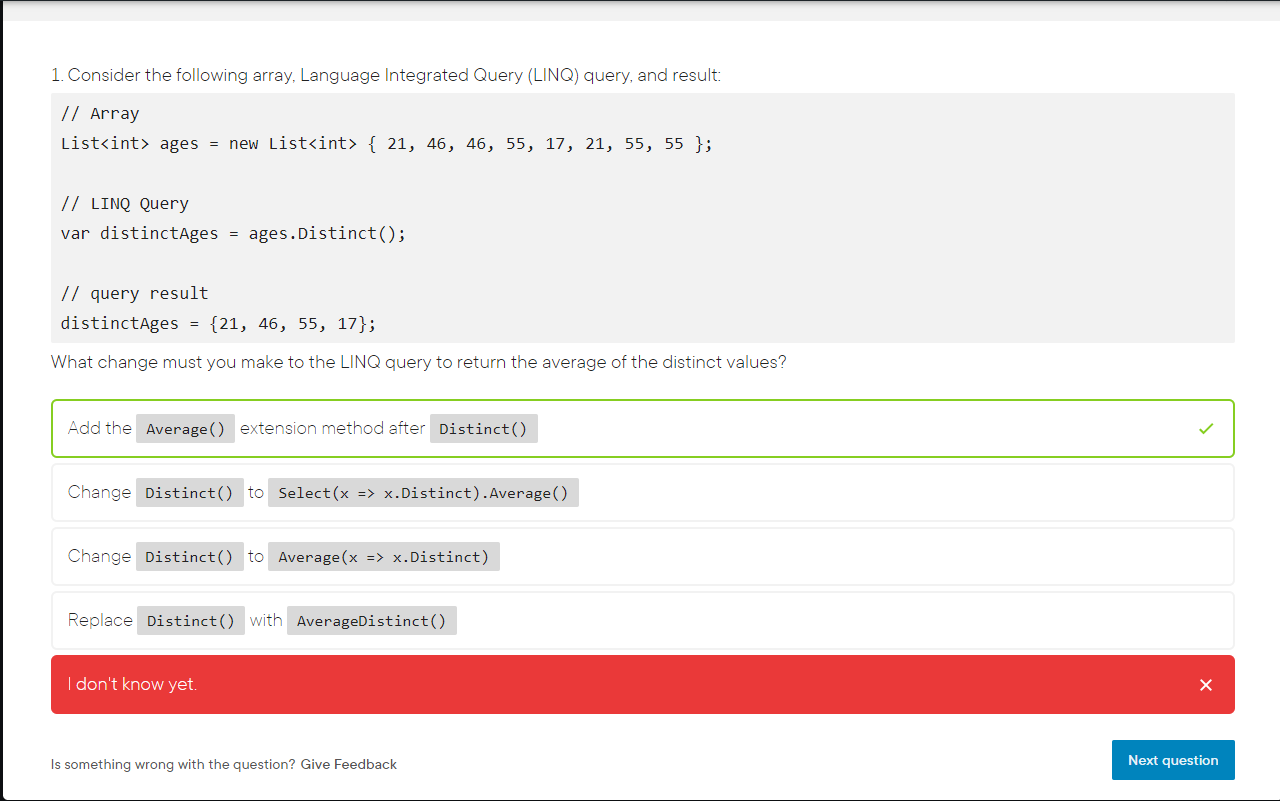 1. Consider the following array, Language Integrated Query (LINQ) query, and result:
// Array
List<int> ages = new List<int> { 21, 46, 46, 55, 17, 21, 55, 55 };
// LINQ Query
var distinctAges = ages.Distinct();
// query result
distinctAges = {21, 46, 55, 17};
What change must you make to the LINQ query to return the average of the distinct values?
Add the Average() extension method after Distinct()
Change Distinct() to Select(x => x.Distinct).Average()
Change Distinct() to Average(x => x.Distinct)
Replace Distinct() with AverageDistinct()
I don't know yet.
Is something wrong with the question? Give Feedback
Next question